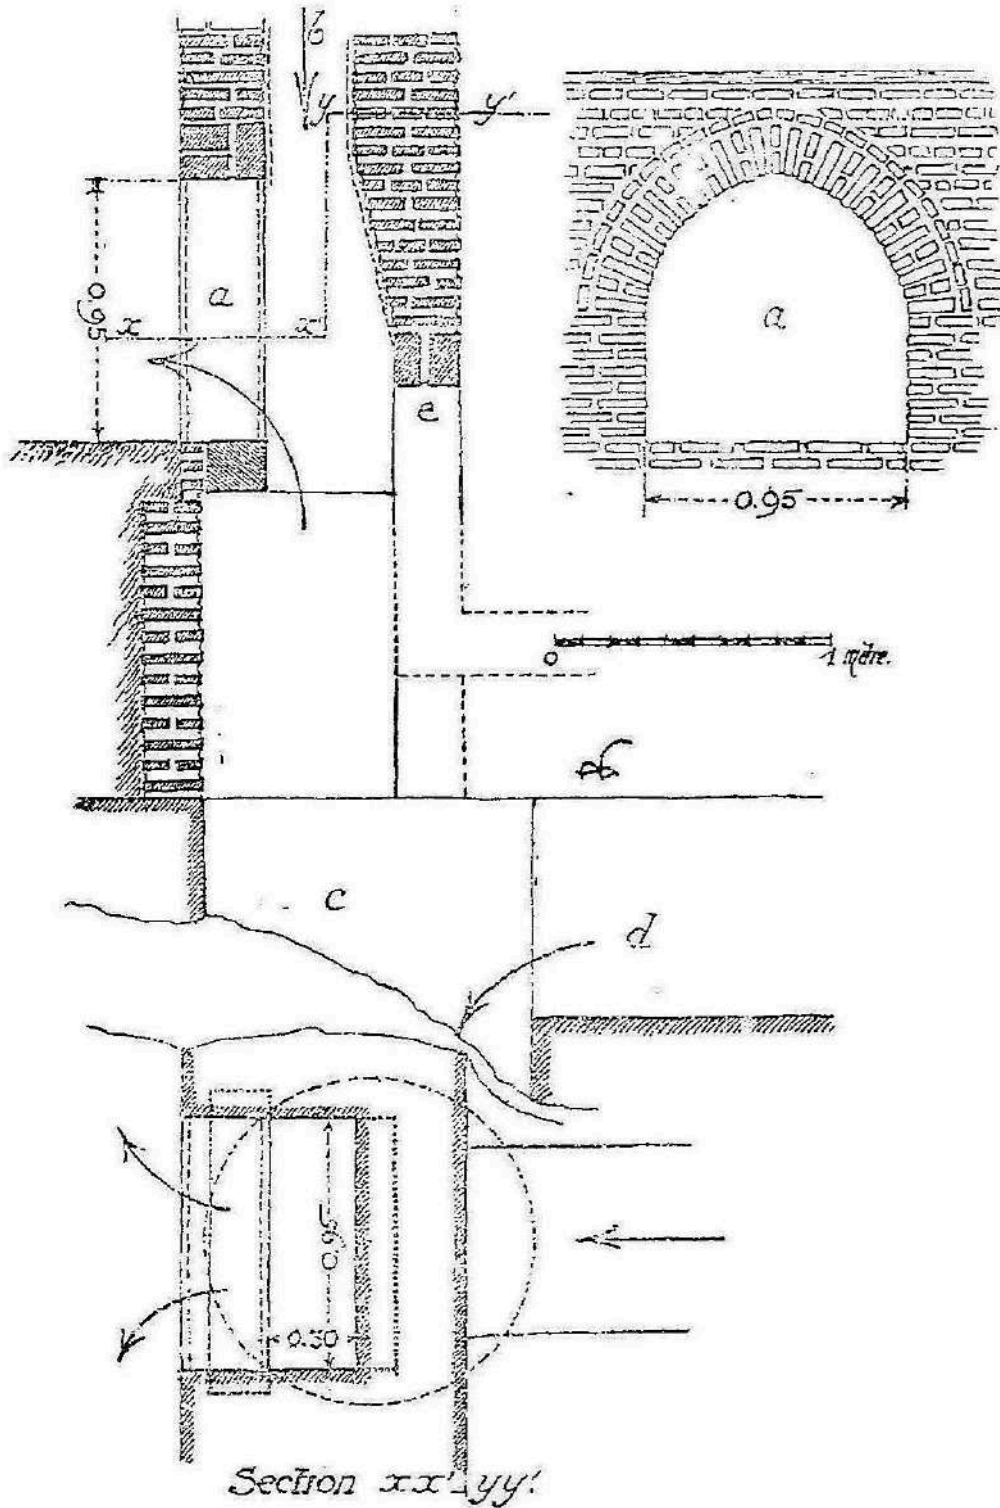 b
y y'
a
0.95
x x'
e
a
0.95
0 1 mètre.
c
d
0.95
0.30
Section xx' yy'.